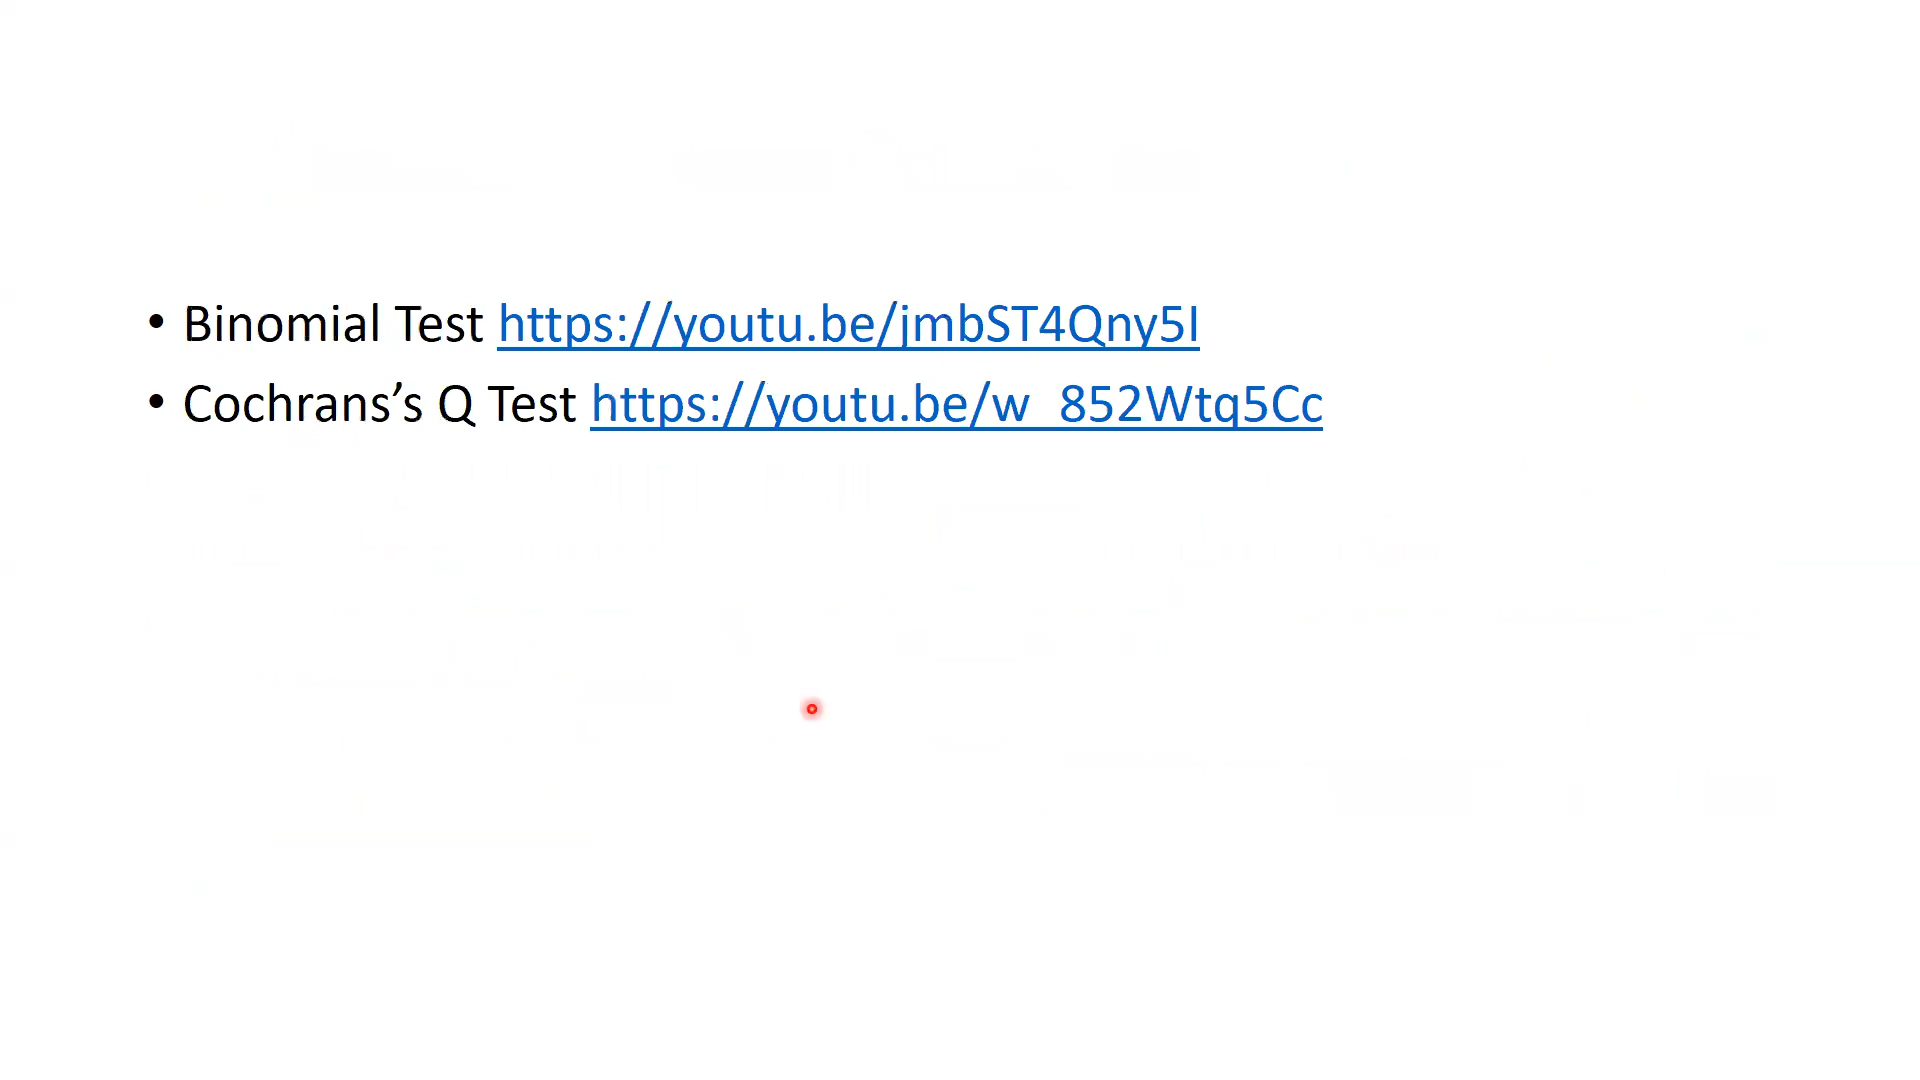 • Binomial Test https://youtu.be/jmbST4Qny5I
• Cochrans’s Q Test https://youtu.be/w_852Wtq5Cc